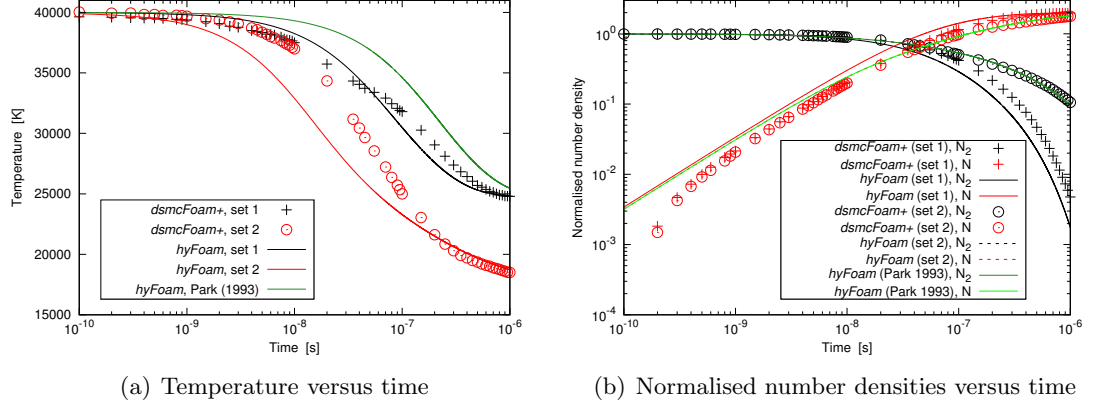 40000
35000
30000
25000
20000
15000
Temperature [K]
dsmcFoam+, set 1
dsmcFoam+, set 2
hyFoam, set 1
hyFoam, set 2
hyFoam, Park (1993)
10-10
10-9
10-8
10-7
10-6
Time [s]
(a) Temperature versus time
100
10-1
10-2
10-3
10-4
Normalised number density
dsmcFoam+ (set 1), N2
dsmcFoam+ (set 1), N
hyFoam (set 1), N2
hyFoam (set 1), N
dsmcFoam+ (set 2), N2
dsmcFoam+ (set 2), N
hyFoam (set 2), N2
hyFoam (set 2), N
hyFoam (Park 1993), N2
hyFoam (Park 1993), N
10-10
10-9
10-8
10-7
10-6
Time [s]
(b) Normalised number densities versus time